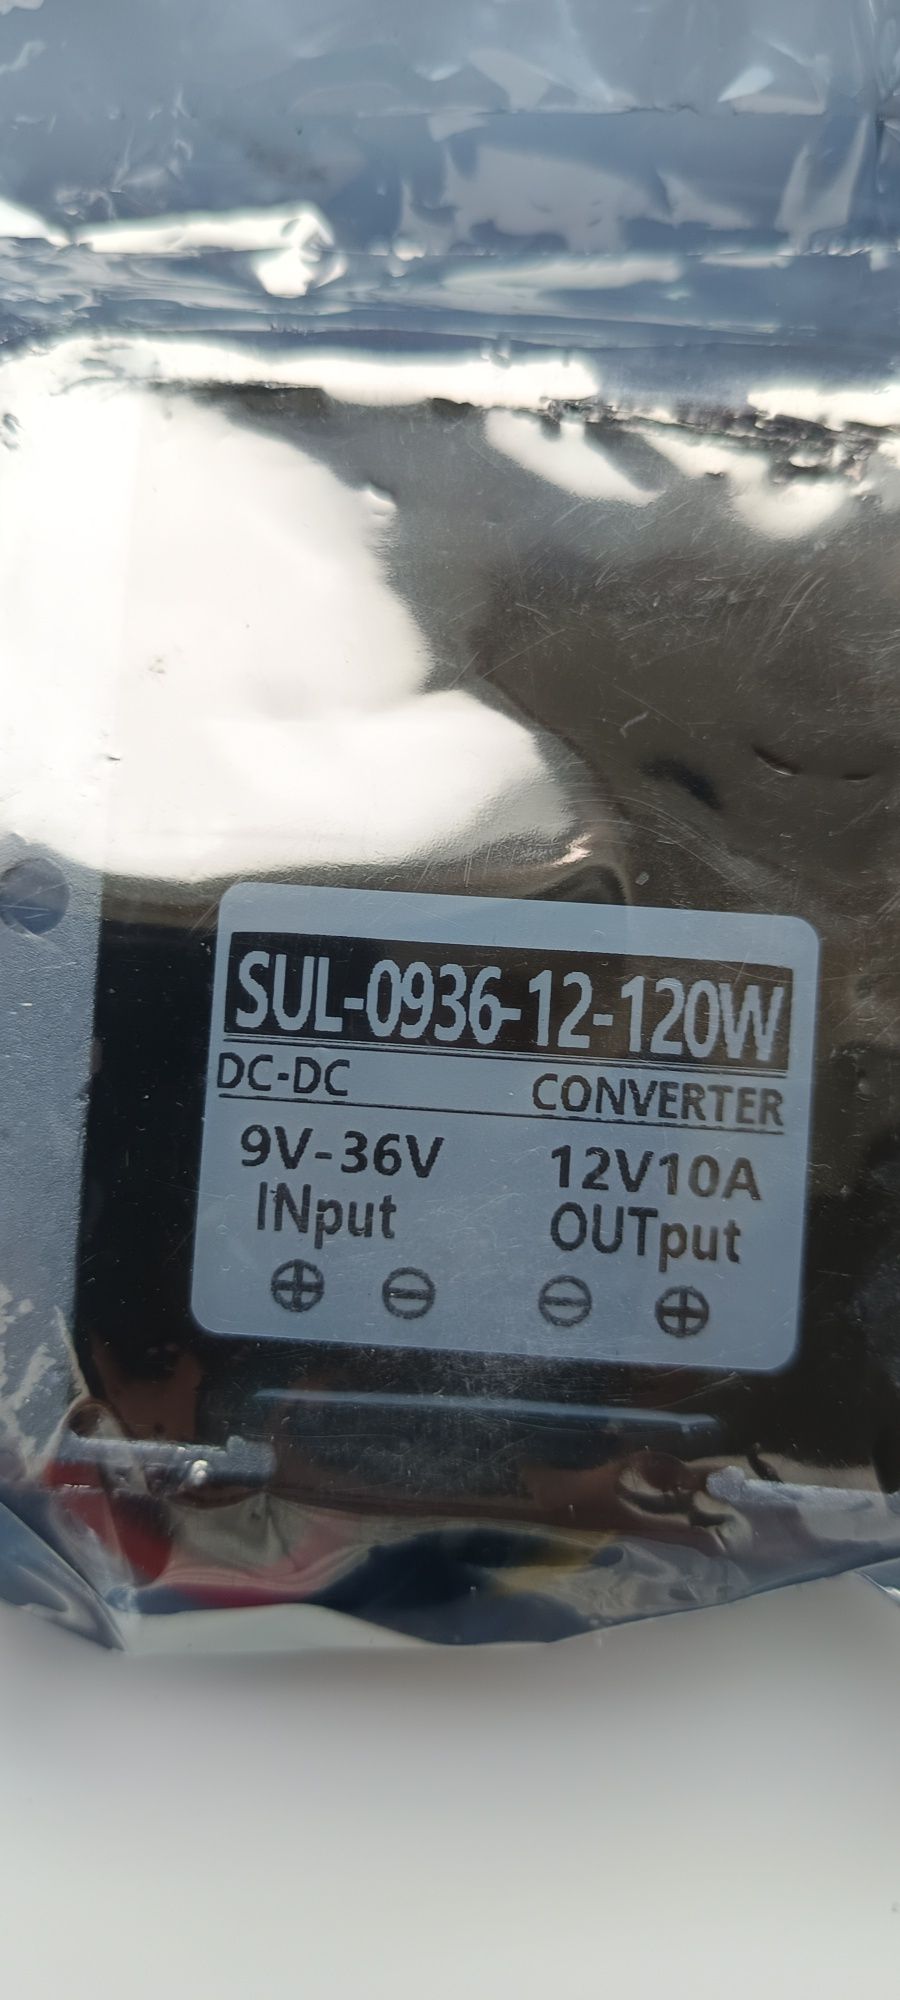 SUL-0936-12-120W
DC-DC CONVERTER
9V-36V 12V10A
INput OUTput
⊕ ⊖ ⊖ ⊕